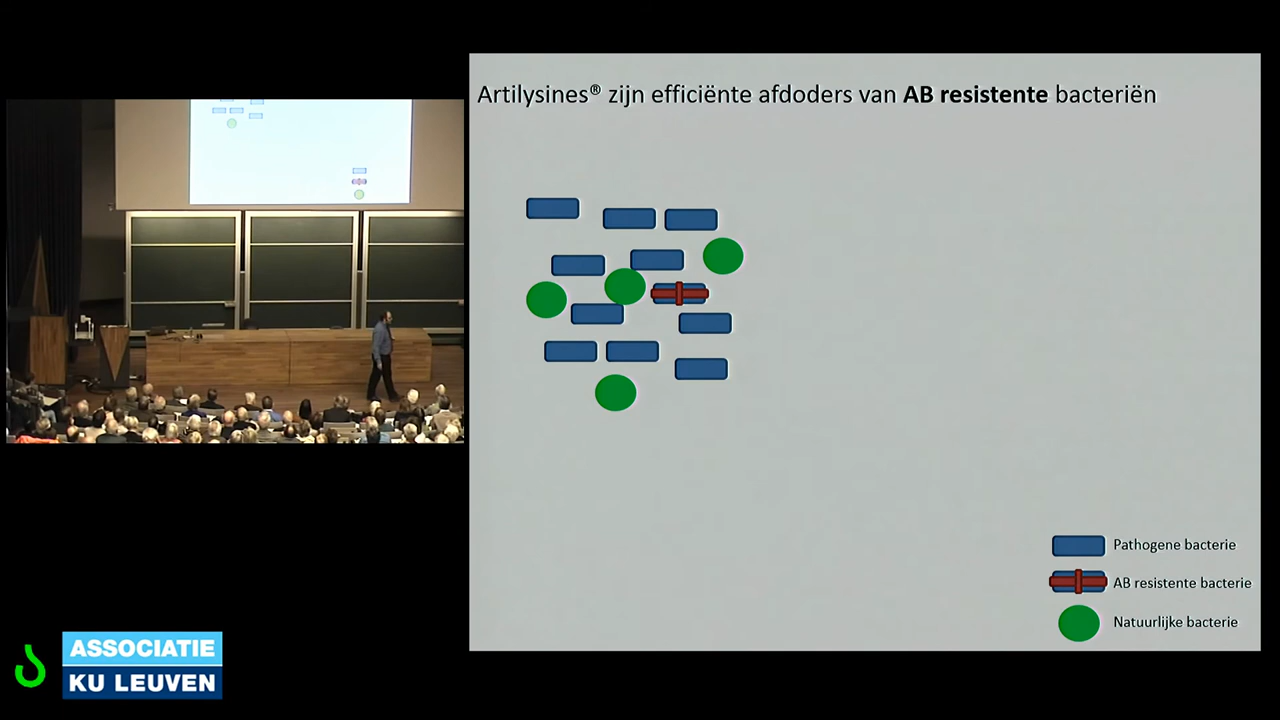 Artilysines® zijn efficiënte afdoders van AB resistente bacteriën
Pathogene bacterie
AB resistente bacterie
Natuurlijke bacterie
ASSOCIATIE
KU LEUVEN